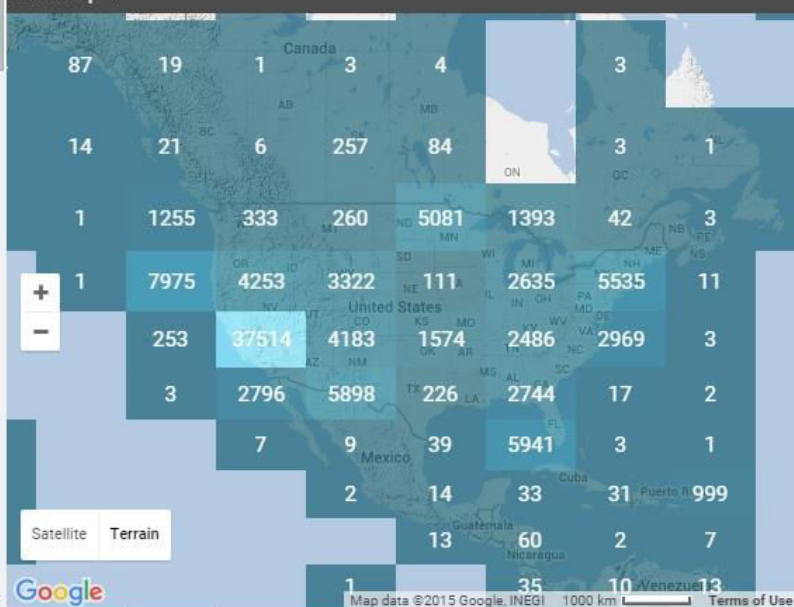 Canada
87 19 1 3 4 3
AB
MB
BC
14 21 6 257 84 3 1
ON
QC
1 1255 333 260 5081 1393 42 3
ND
MN
NB
PE
SD
WI
MI
ME
NS
OR
ID
NH
1 7975 4253 3322 111 2635 5535 11
NE
IL
IN
OH
PA
MD
DE
NV
UT
United States
CO
KS
MO
WV
VA
253 37514 4183 1574 2486 2969 3
AZ
NM
OK
AR
TN
NC
MS
AL
SC
TX
LA
3 2796 5898 226 2744 17 2
FL
7 9 39 5941 3 1
Mexico
Cuba
2 14 33 31 999
Guatemala
Satellite Terrain
13 60 2 7
Nicaragua
1 35 10 13
Venezuela
Google
Map data ©2015 Google, INEGI 1000 km Terms of Use